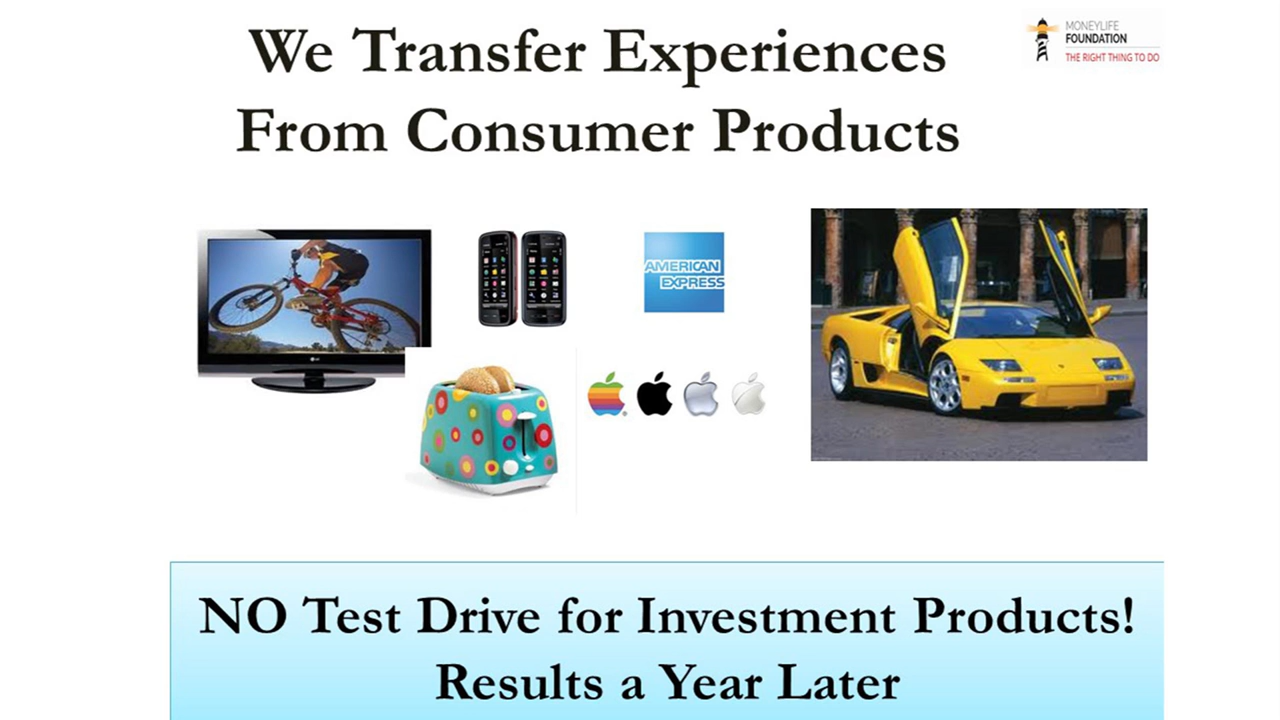 We Transfer Experiences
From Consumer Products
MONEYLIFE
FOUNDATION
THE RIGHT THING TO DO
AMERICAN
EXPRESS
LG
NO Test Drive for Investment Products!
Results a Year Later